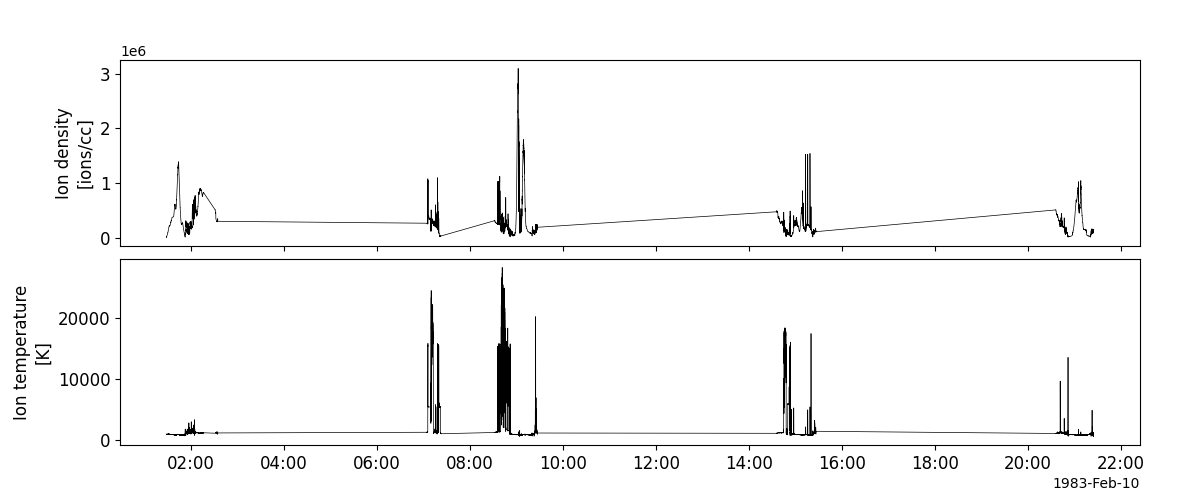 1e6
3
2
1
0
Ion density
[ions/cc]
20000
10000
0
Ion temperature
[K]
02:00 04:00 06:00 08:00 10:00 12:00 14:00 16:00 18:00 20:00 22:00
1983-Feb-10